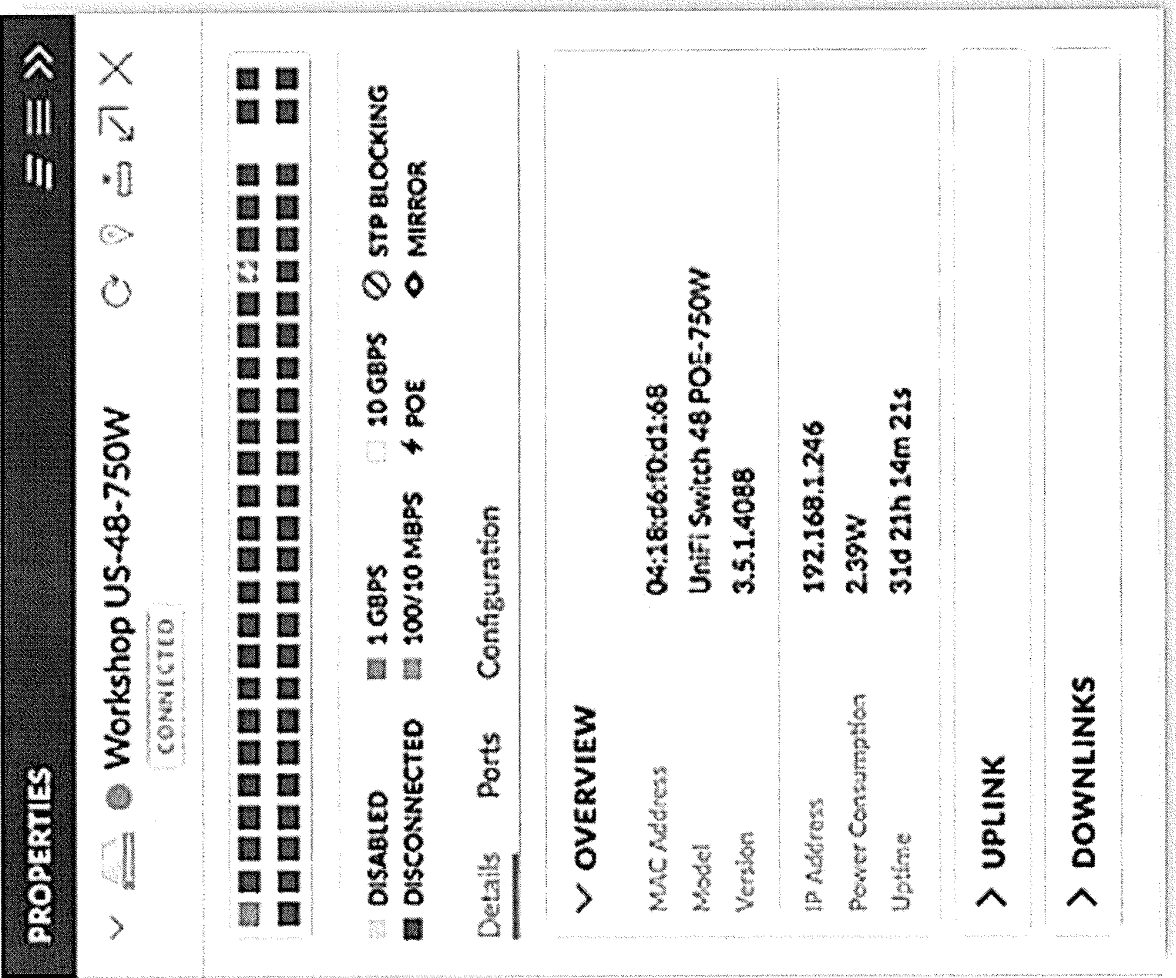 PROPERTIES
Workshop US-48-750W
CONNECTED
DISABLED 1 GBPS 10 GBPS STP BLOCKING
DISCONNECTED 100/10 MBPS POE MIRROR
Details Ports Configuration
OVERVIEW
MAC Address 04:18:d6:f0:d1:68
Model UniFi Switch 48 POE-750W
Version 3.5.1.4088
IP Address 192.168.1.246
Power Consumption 2.39W
Uptime 31d 21h 14m 21s
UPLINK
DOWNLINKS